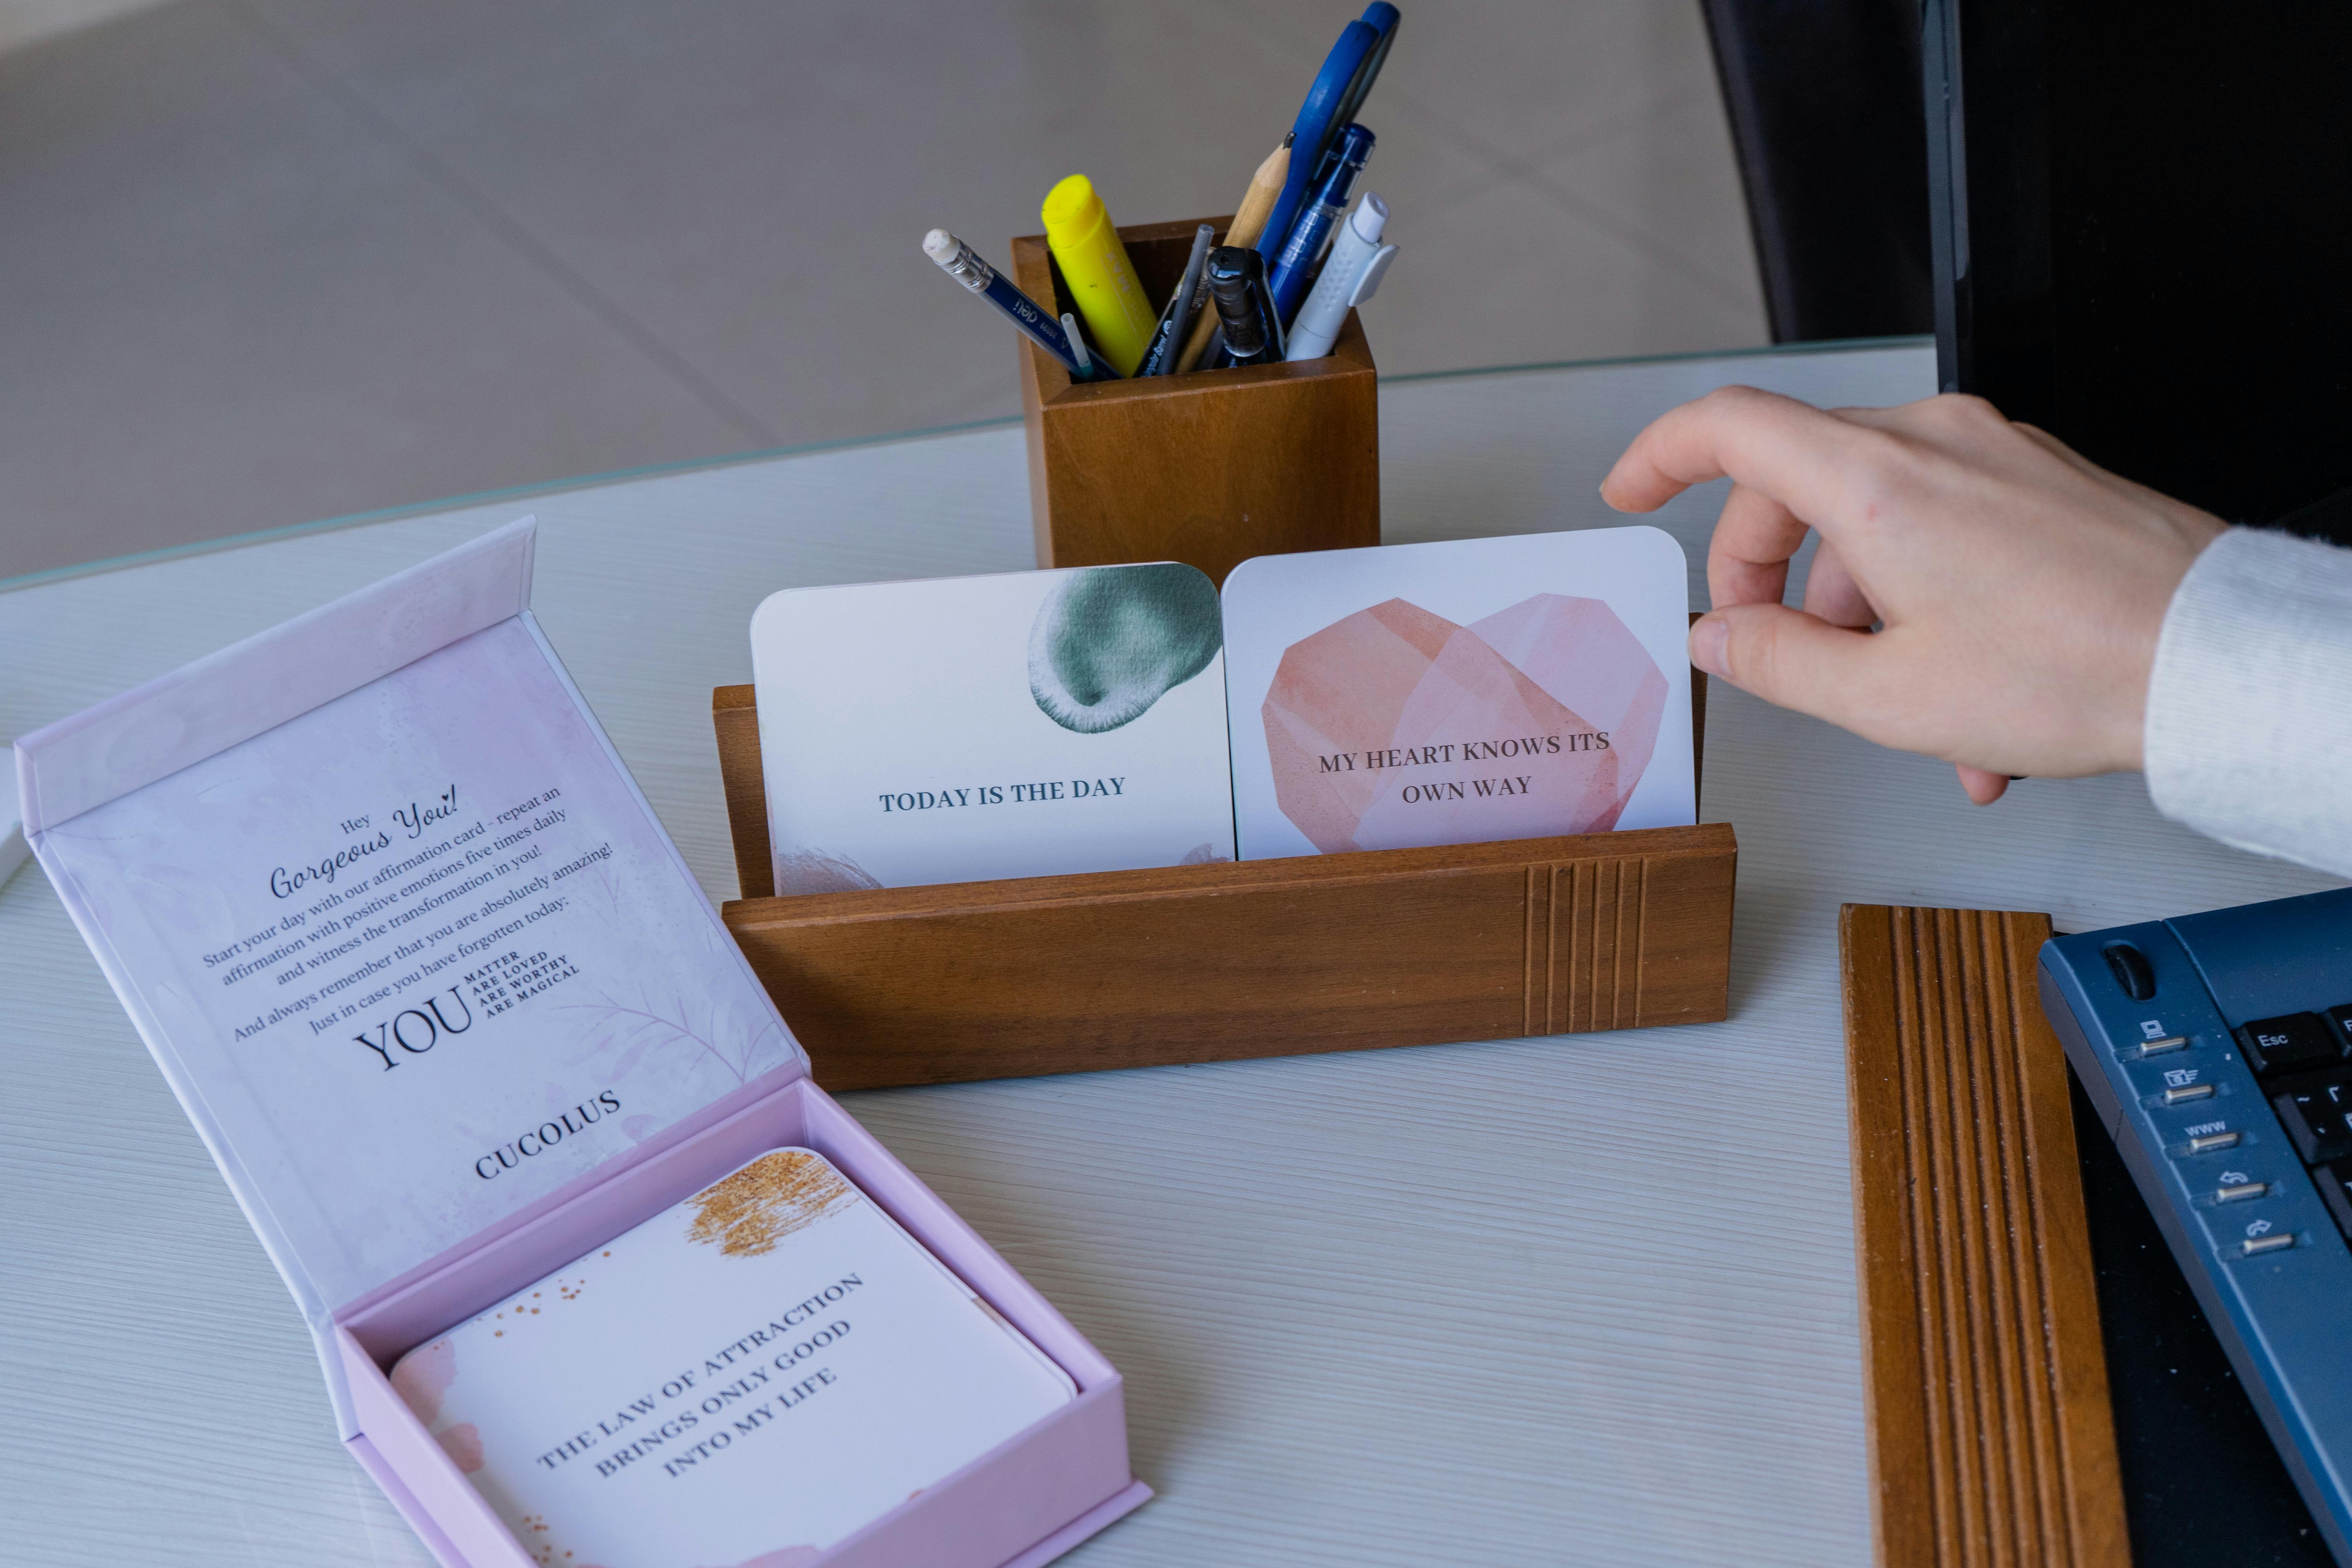 deli
TODAY IS THE DAY
MY HEART KNOWS ITS
OWN WAY
Hey
Gorgeous You!
Start your day with our affirmation card - repeat an
affirmation with positive emotions five times daily
and witness the transformation in you!
And always remember that you are absolutely amazing!
Just in case you have forgotten today:
YOU
MATTER
ARE LOVED
ARE WORTHY
ARE MAGICAL
CUCOLUS
THE LAW OF ATTRACTION
BRINGS ONLY GOOD
INTO MY LIFE
Esc
~
www